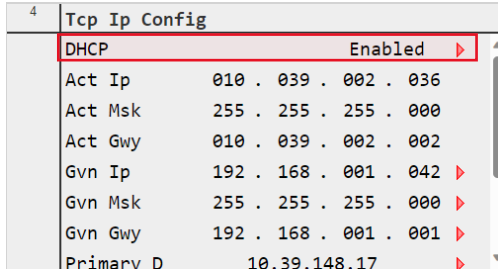 4
Tcp Ip Config
DHCP Enabled
Act Ip 010 . 039 . 002 . 036
Act Msk 255 . 255 . 255 . 000
Act Gwy 010 . 039 . 002 . 002
Gvn Ip 192 . 168 . 001 . 042
Gvn Msk 255 . 255 . 255 . 000
Gvn Gwy 192 . 168 . 001 . 001
Primary D 10.39.148.17